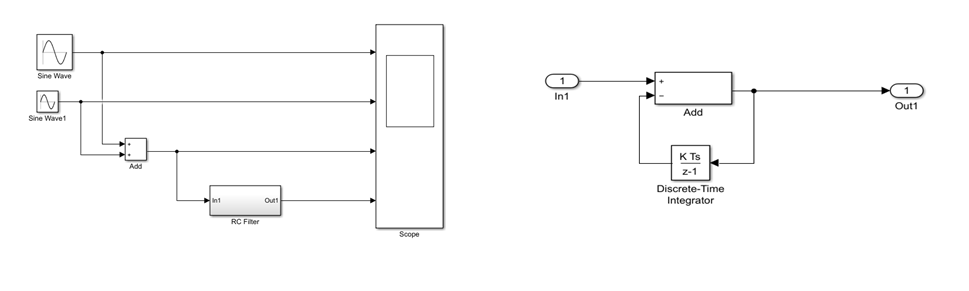 Sine Wave
Sine Wave1
+
+
Add
In1
Out1
RC Filter
Scope
1
In1
+
−
Add
K Ts
z-1
Discrete-Time
Integrator
1
Out1